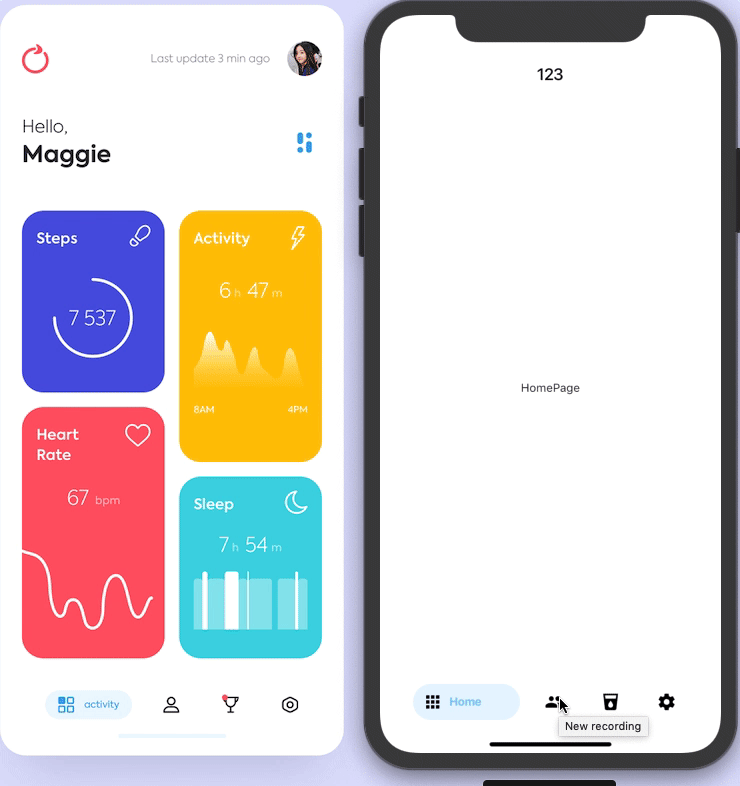 Last update 3 min ago
Hello,
Maggie
Steps
7 537
Activity
6 h 47 m
8AM
4PM
Heart
Rate
67 bpm
Sleep
7 h 54 m
activity
123
HomePage
Home
New recording